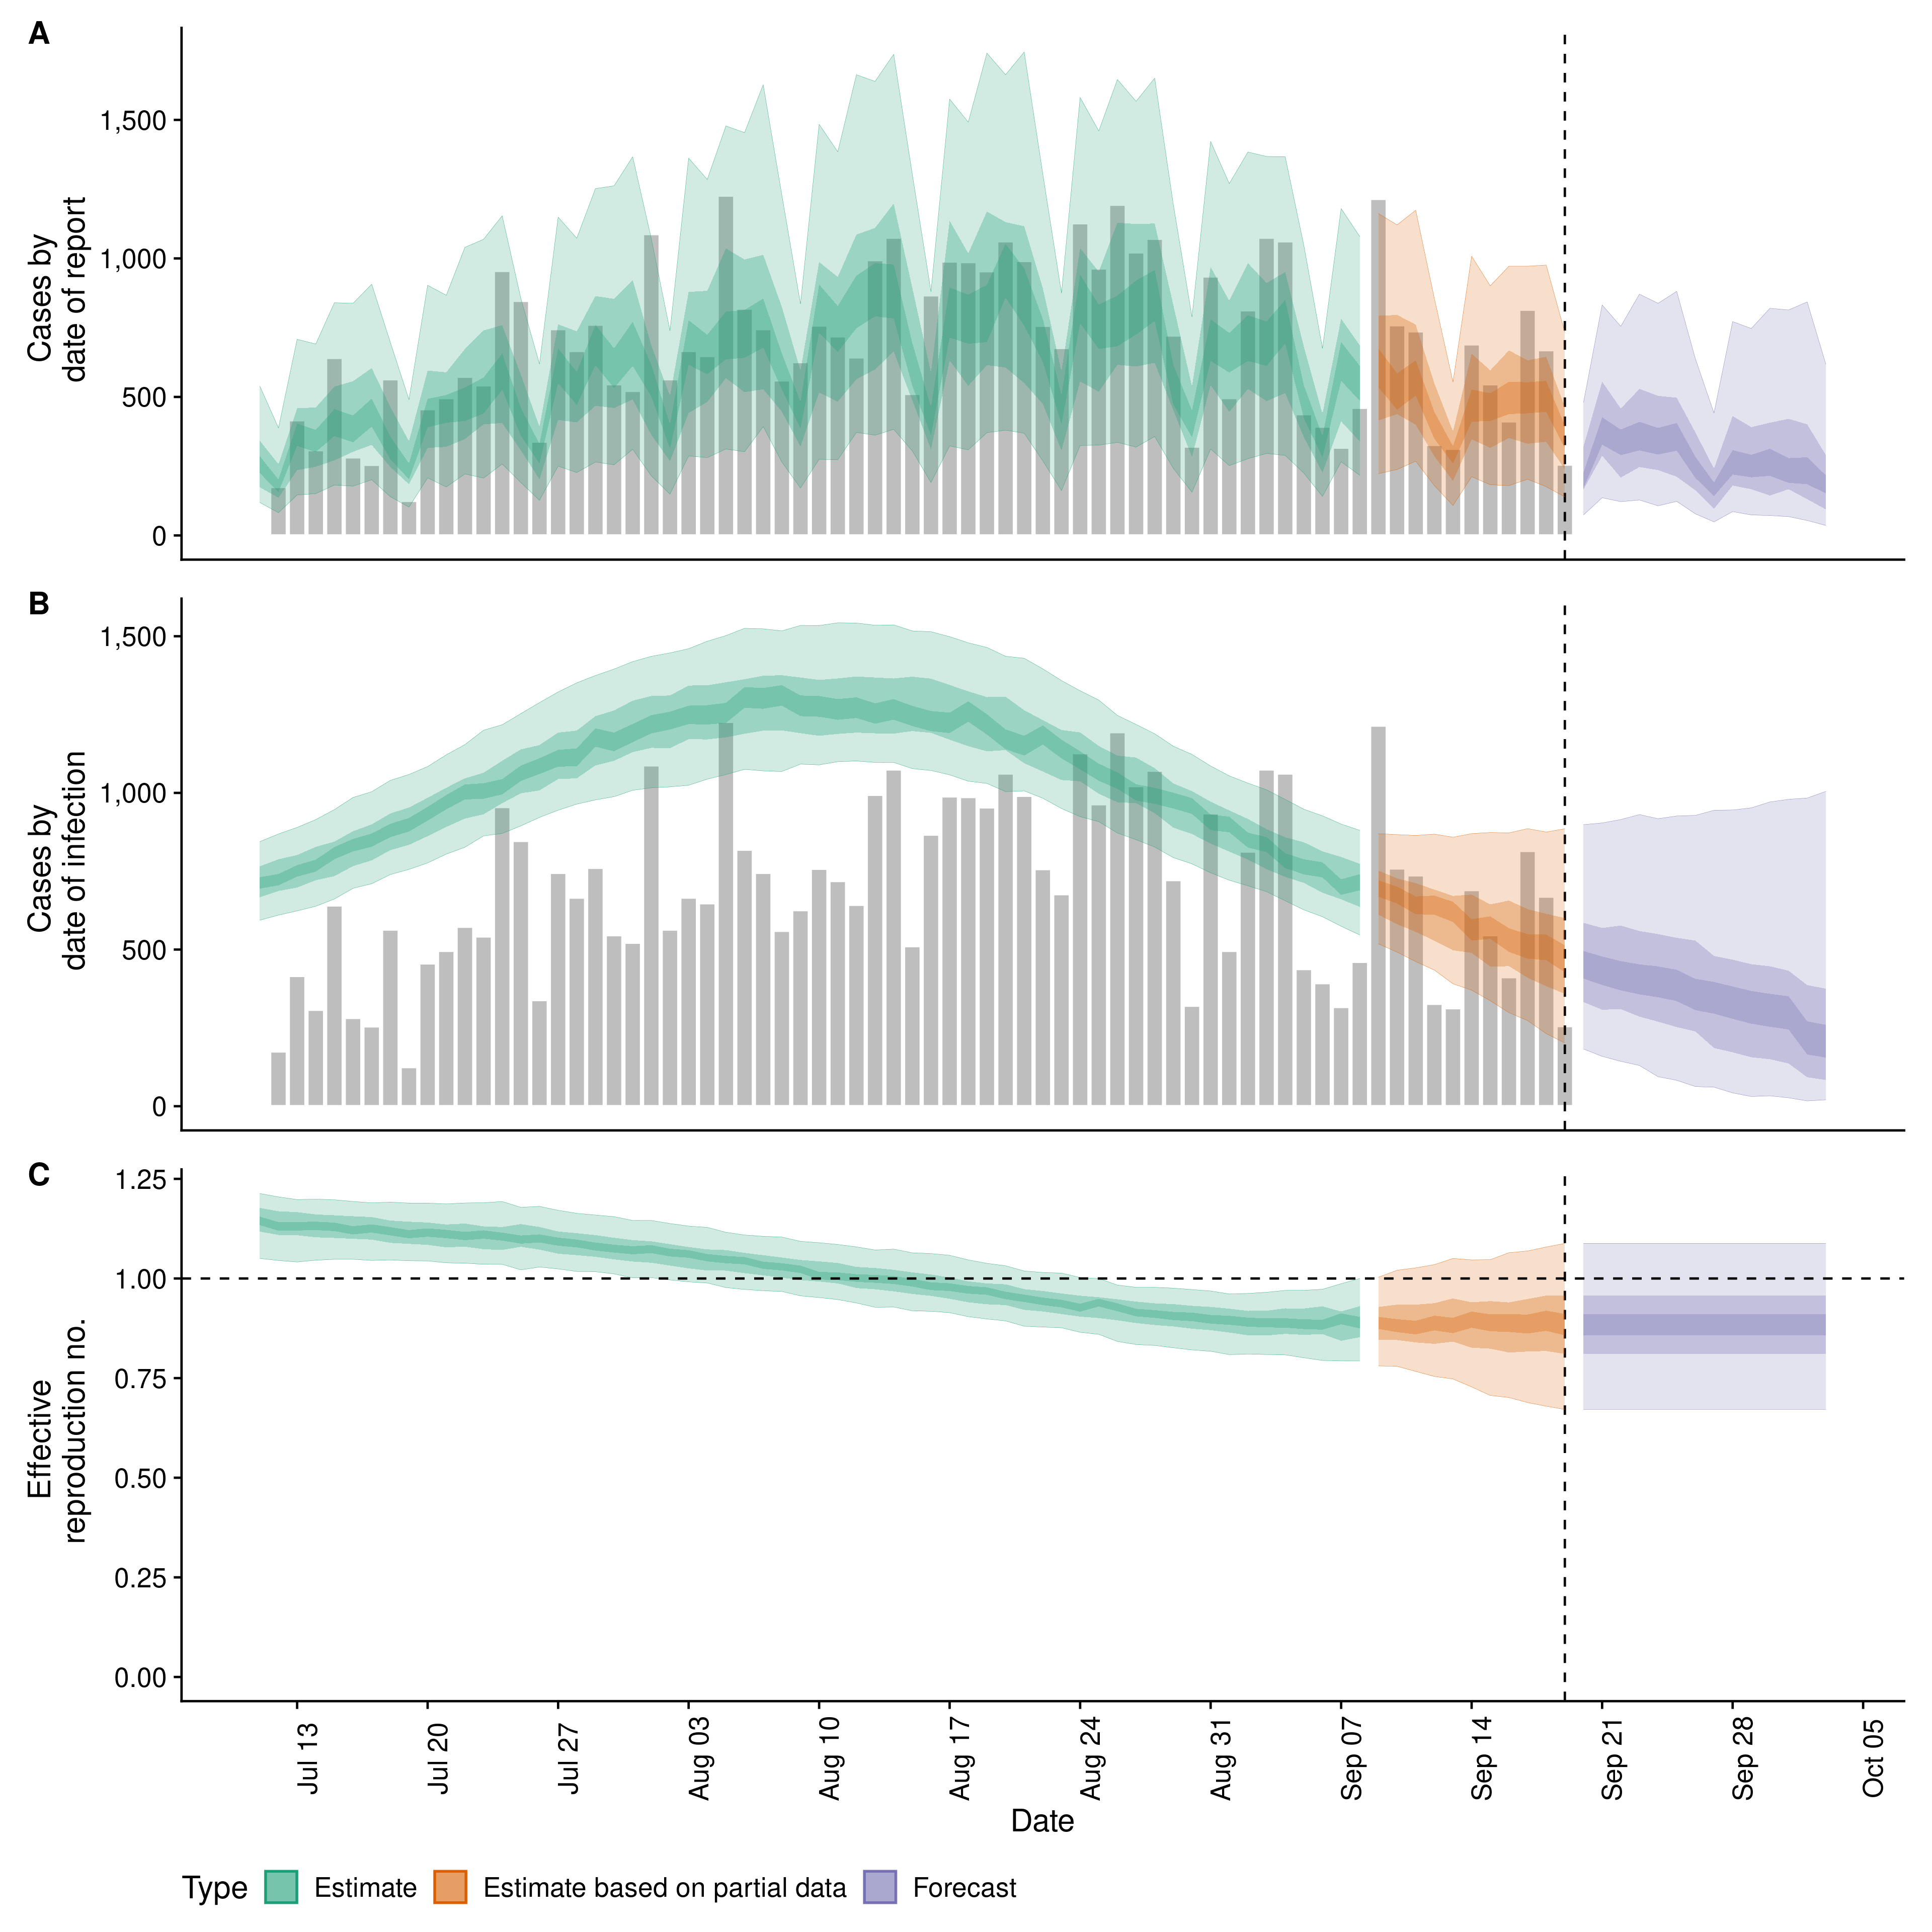 A
Cases by
date of report
1,500
1,000
500
0
B
Cases by
date of infection
1,500
1,000
500
0
C
Effective
reproduction no.
1.25
1.00
0.75
0.50
0.25
0.00
Jul 13
Jul 20
Jul 27
Aug 03
Aug 10
Aug 17
Aug 24
Aug 31
Sep 07
Sep 14
Sep 21
Sep 28
Oct 05
Date
Type Estimate Estimate based on partial data Forecast